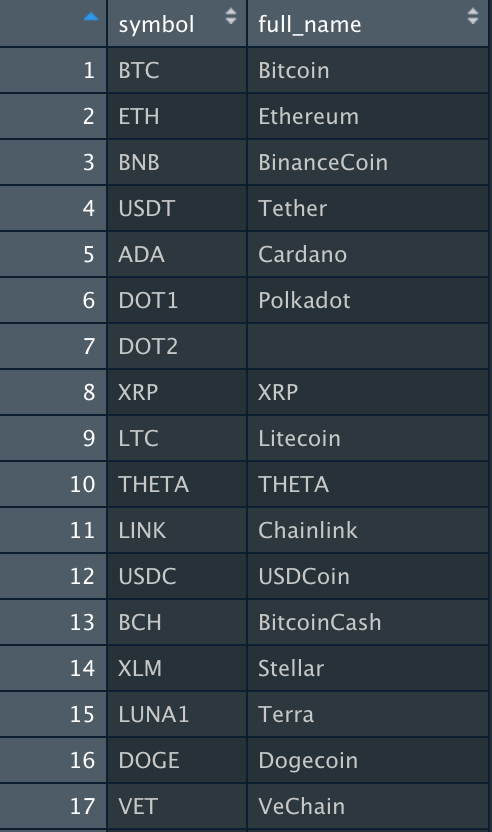 symbol full_name
1 BTC Bitcoin
2 ETH Ethereum
3 BNB BinanceCoin
4 USDT Tether
5 ADA Cardano
6 DOT1 Polkadot
7 DOT2
8 XRP XRP
9 LTC Litecoin
10 THETA THETA
11 LINK Chainlink
12 USDC USDCoin
13 BCH BitcoinCash
14 XLM Stellar
15 LUNA1 Terra
16 DOGE Dogecoin
17 VET VeChain